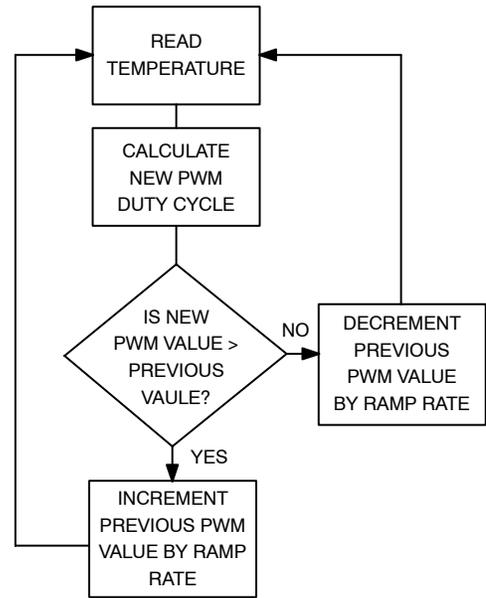 READ
TEMPERATURE
CALCULATE
NEW PWM
DUTY CYCLE
IS NEW
PWM VALUE >
PREVIOUS
VAULE?
NO
DECREMENT
PREVIOUS
PWM VALUE
BY RAMP RATE
YES
INCREMENT
PREVIOUS PWM
VALUE BY RAMP
RATE